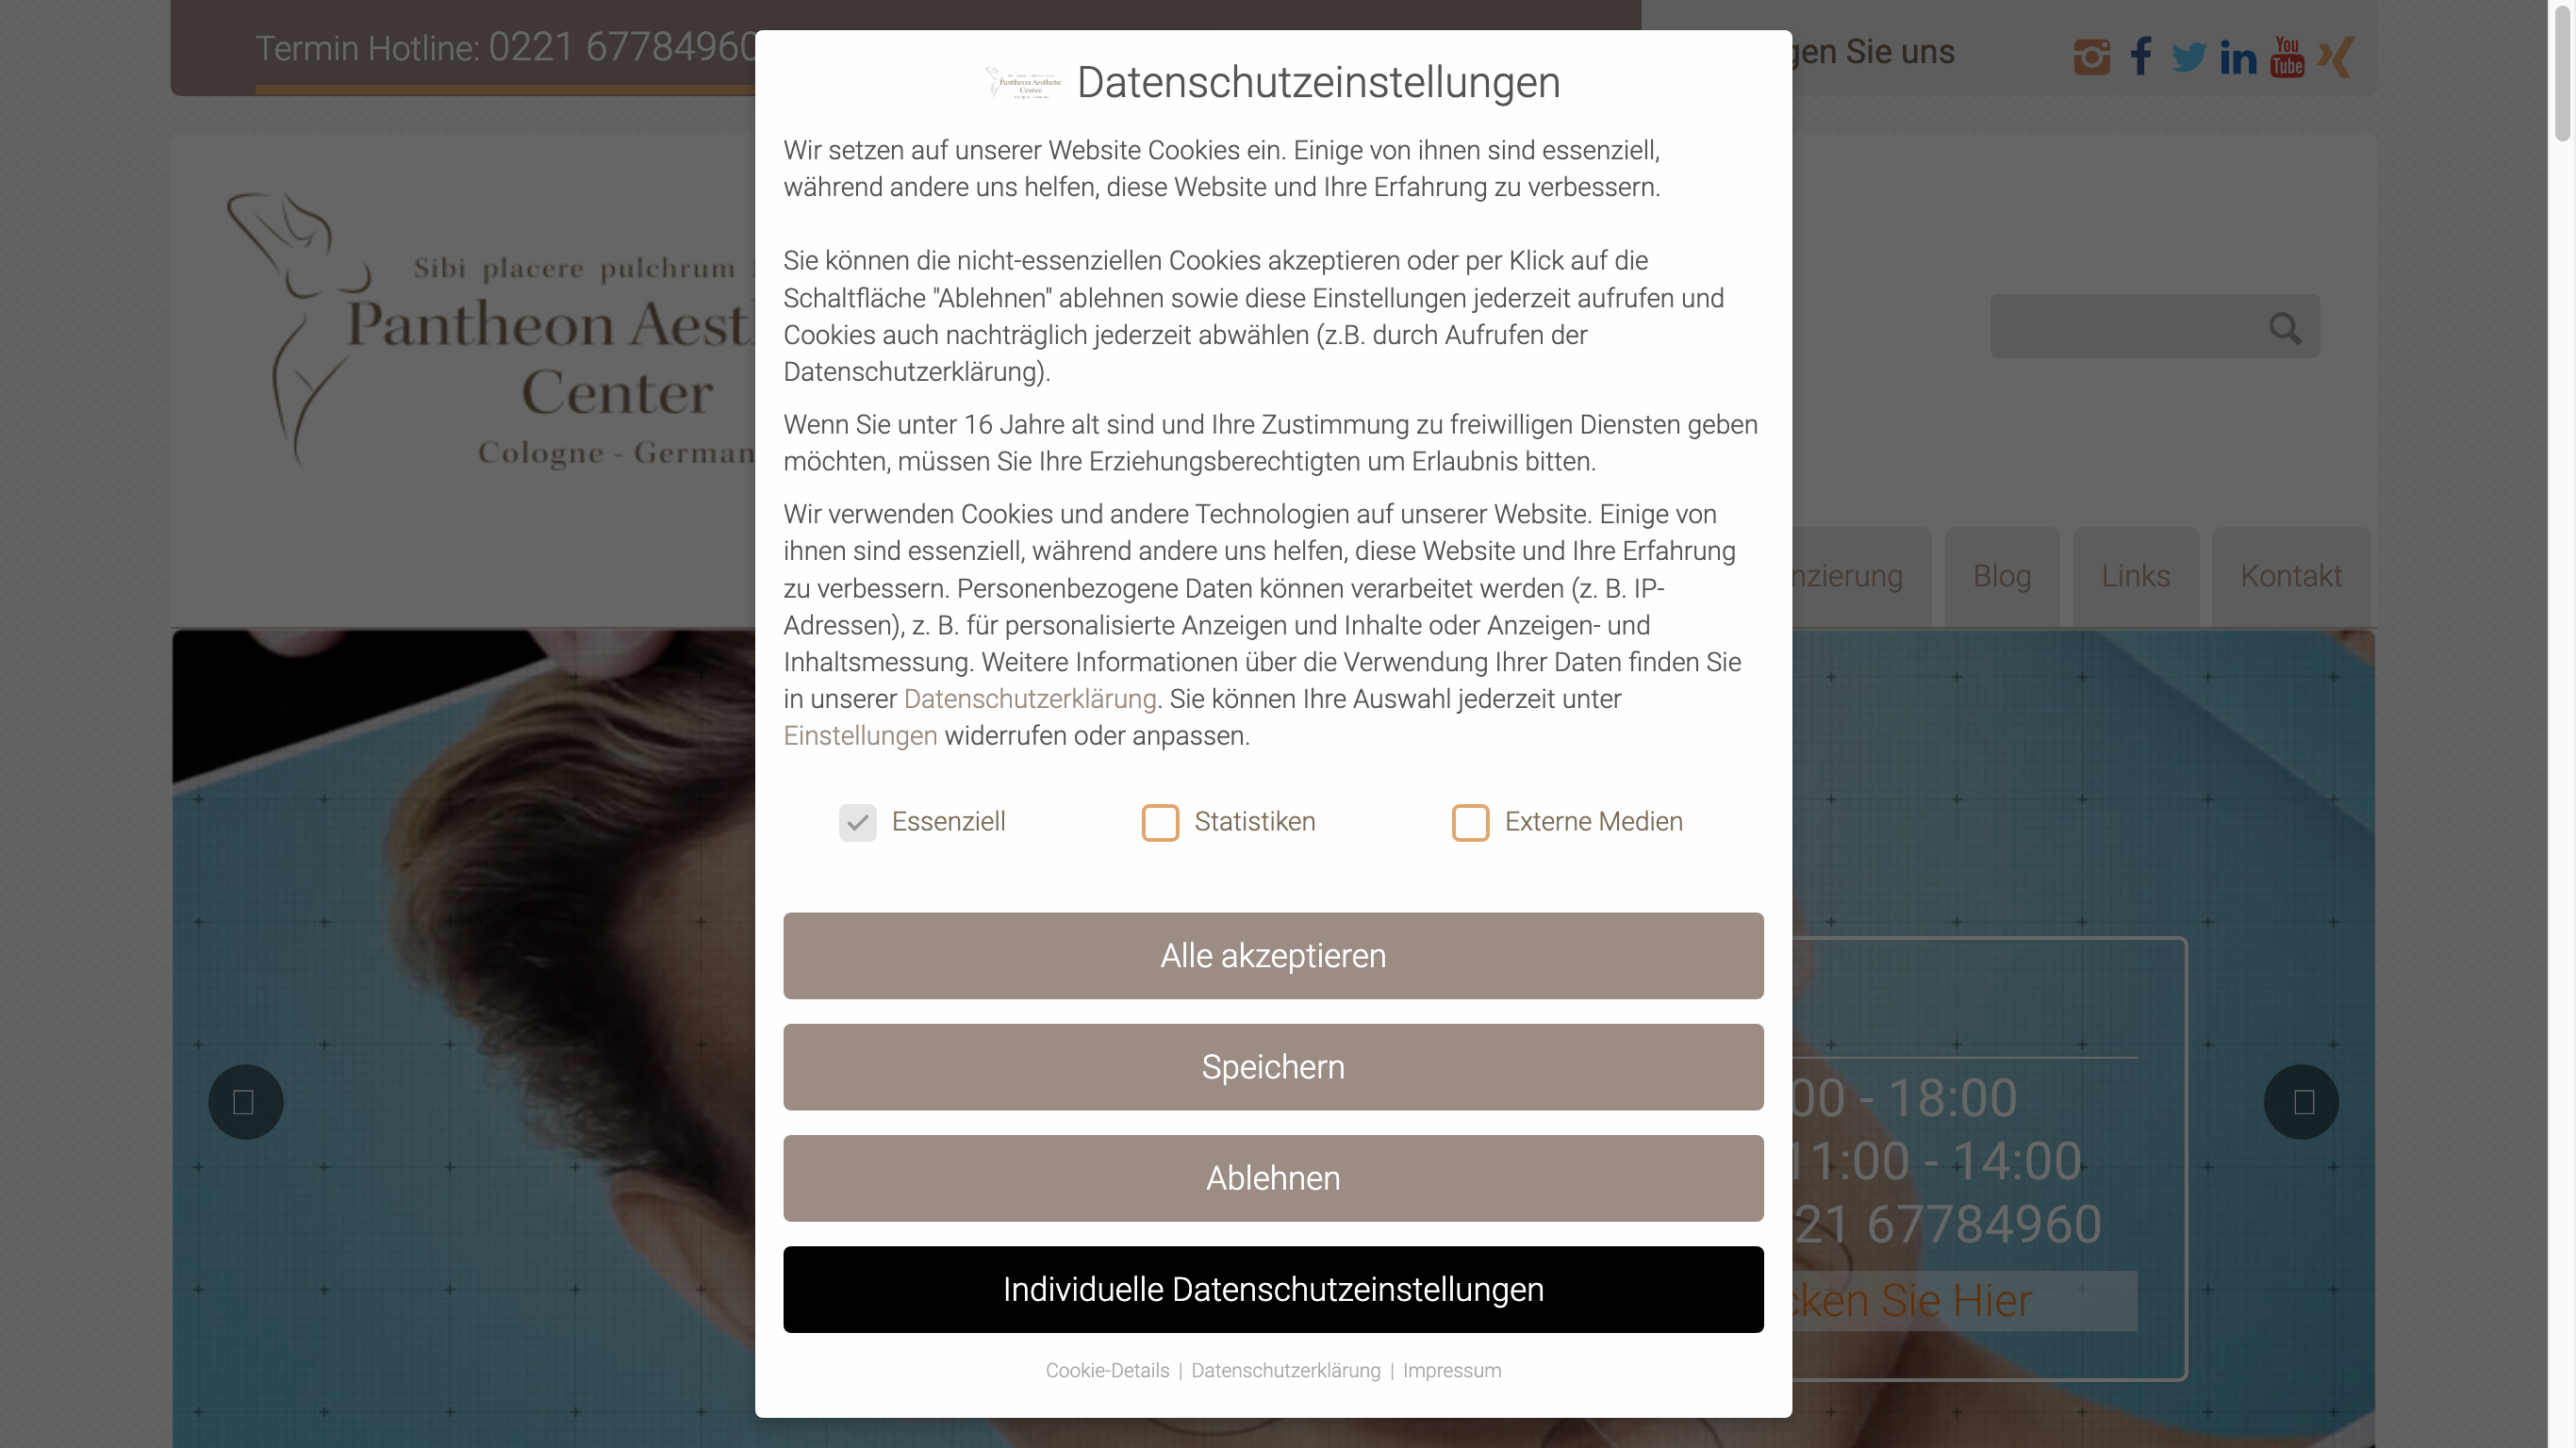 Termin Hotline: 0221 67784960
gen Sie uns
You
Tube
Sibi placere pulchrum
Pantheon Aest
Center
Cologne - German
Blog
Links
Kontakt
Pantheon Aesthetic
Center
Datenschutzeinstellungen
Wir setzen auf unserer Website Cookies ein. Einige von ihnen sind essenziell,
während andere uns helfen, diese Website und Ihre Erfahrung zu verbessern.
Sie können die nicht-essenziellen Cookies akzeptieren oder per Klick auf die
Schaltfläche "Ablehnen" ablehnen sowie diese Einstellungen jederzeit aufrufen und
Cookies auch nachträglich jederzeit abwählen (z.B. durch Aufrufen der
Datenschutzerklärung).
Wenn Sie unter 16 Jahre alt sind und Ihre Zustimmung zu freiwilligen Diensten geben
möchten, müssen Sie Ihre Erziehungsberechtigten um Erlaubnis bitten.
Wir verwenden Cookies und andere Technologien auf unserer Website. Einige von
ihnen sind essenziell, während andere uns helfen, diese Website und Ihre Erfahrung
zu verbessern. Personenbezogene Daten können verarbeitet werden (z. B. IP-
Adressen), z. B. für personalisierte Anzeigen und Inhalte oder Anzeigen- und
Inhaltsmessung. Weitere Informationen über die Verwendung Ihrer Daten finden Sie
in unserer Datenschutzerklärung. Sie können Ihre Auswahl jederzeit unter
Einstellungen widerrufen oder anpassen.
Essenziell
Statistiken
Externe Medien
Alle akzeptieren
Speichern
Ablehnen
Individuelle Datenschutzeinstellungen
Cookie-Details | Datenschutzerklärung | Impressum
nzierung
00 - 18:00
11:00 - 14:00
21 67784960
cken Sie Hier